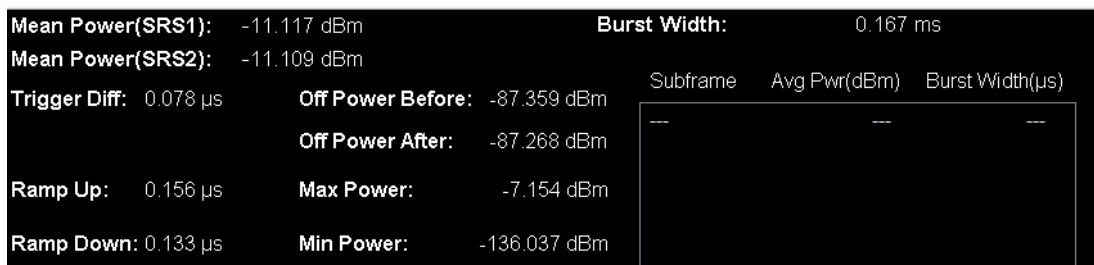 Mean Power(SRS1): -11.117 dBm Burst Width: 0.167 ms
Mean Power(SRS2): -11.109 dBm
Subframe Avg Pwr(dBm) Burst Width(µs)
Trigger Diff: 0.078 µs Off Power Before: -87.359 dBm
--- --- ---
Off Power After: -87.268 dBm
Ramp Up: 0.156 µs Max Power: -7.154 dBm
Ramp Down: 0.133 µs Min Power: -136.037 dBm